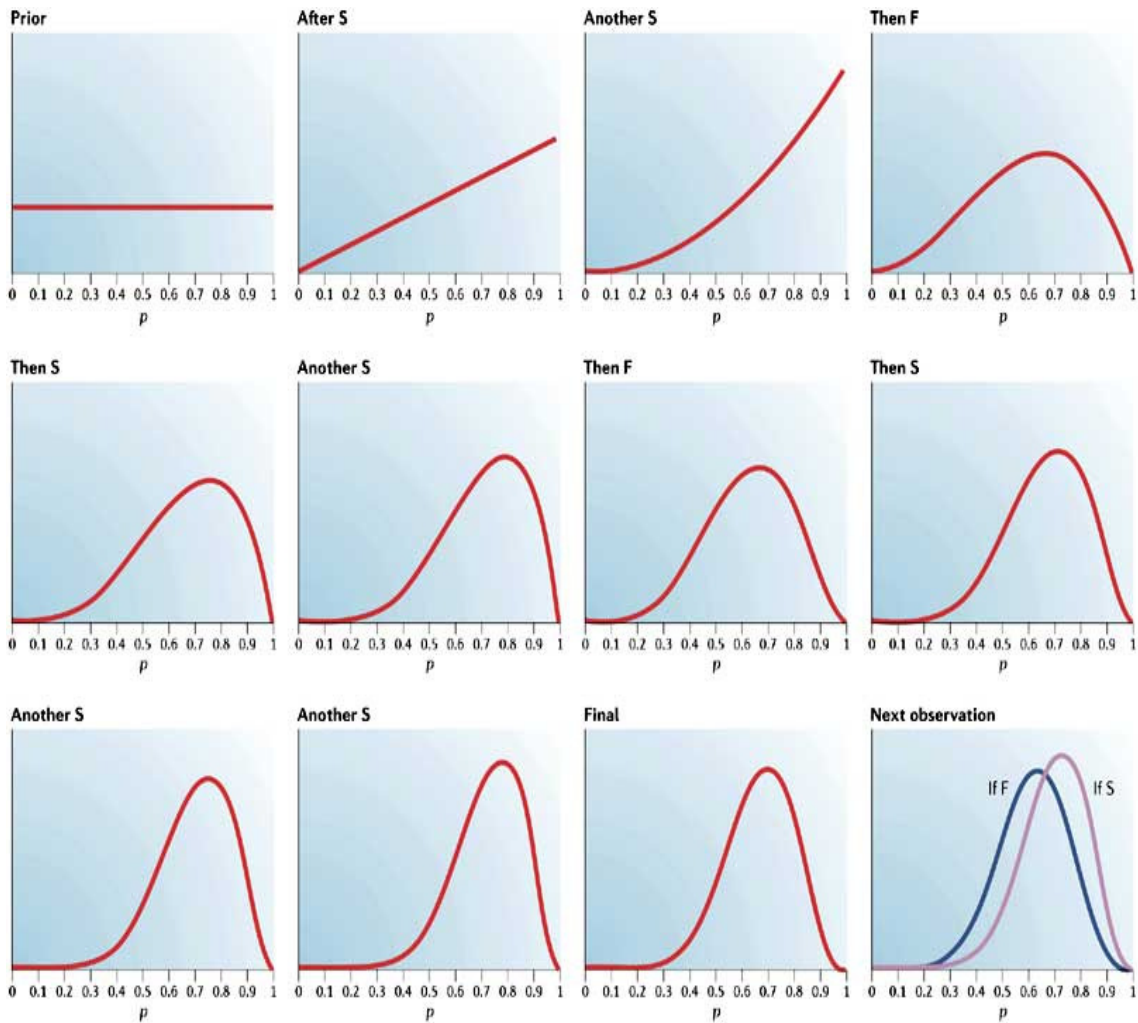 Prior After S Another S Then F
0 0.1 0.2 0.3 0.4 0.5 0.6 0.7 0.8 0.9 1 0 0.1 0.2 0.3 0.4 0.5 0.6 0.7 0.8 0.9 1 0 0.1 0.2 0.3 0.4 0.5 0.6 0.7 0.8 0.9 1 0 0.1 0.2 0.3 0.4 0.5 0.6 0.7 0.8 0.9 1
p p p p
Then S Another S Then F Then S
0 0.1 0.2 0.3 0.4 0.5 0.6 0.7 0.8 0.9 1 0 0.1 0.2 0.3 0.4 0.5 0.6 0.7 0.8 0.9 1 0 0.1 0.2 0.3 0.4 0.5 0.6 0.7 0.8 0.9 1 0 0.1 0.2 0.3 0.4 0.5 0.6 0.7 0.8 0.9 1
p p p p
Another S Another S Final Next observation
If F If S
0 0.1 0.2 0.3 0.4 0.5 0.6 0.7 0.8 0.9 1 0 0.1 0.2 0.3 0.4 0.5 0.6 0.7 0.8 0.9 1 0 0.1 0.2 0.3 0.4 0.5 0.6 0.7 0.8 0.9 1 0 0.1 0.2 0.3 0.4 0.5 0.6 0.7 0.8 0.9 1
p p p p